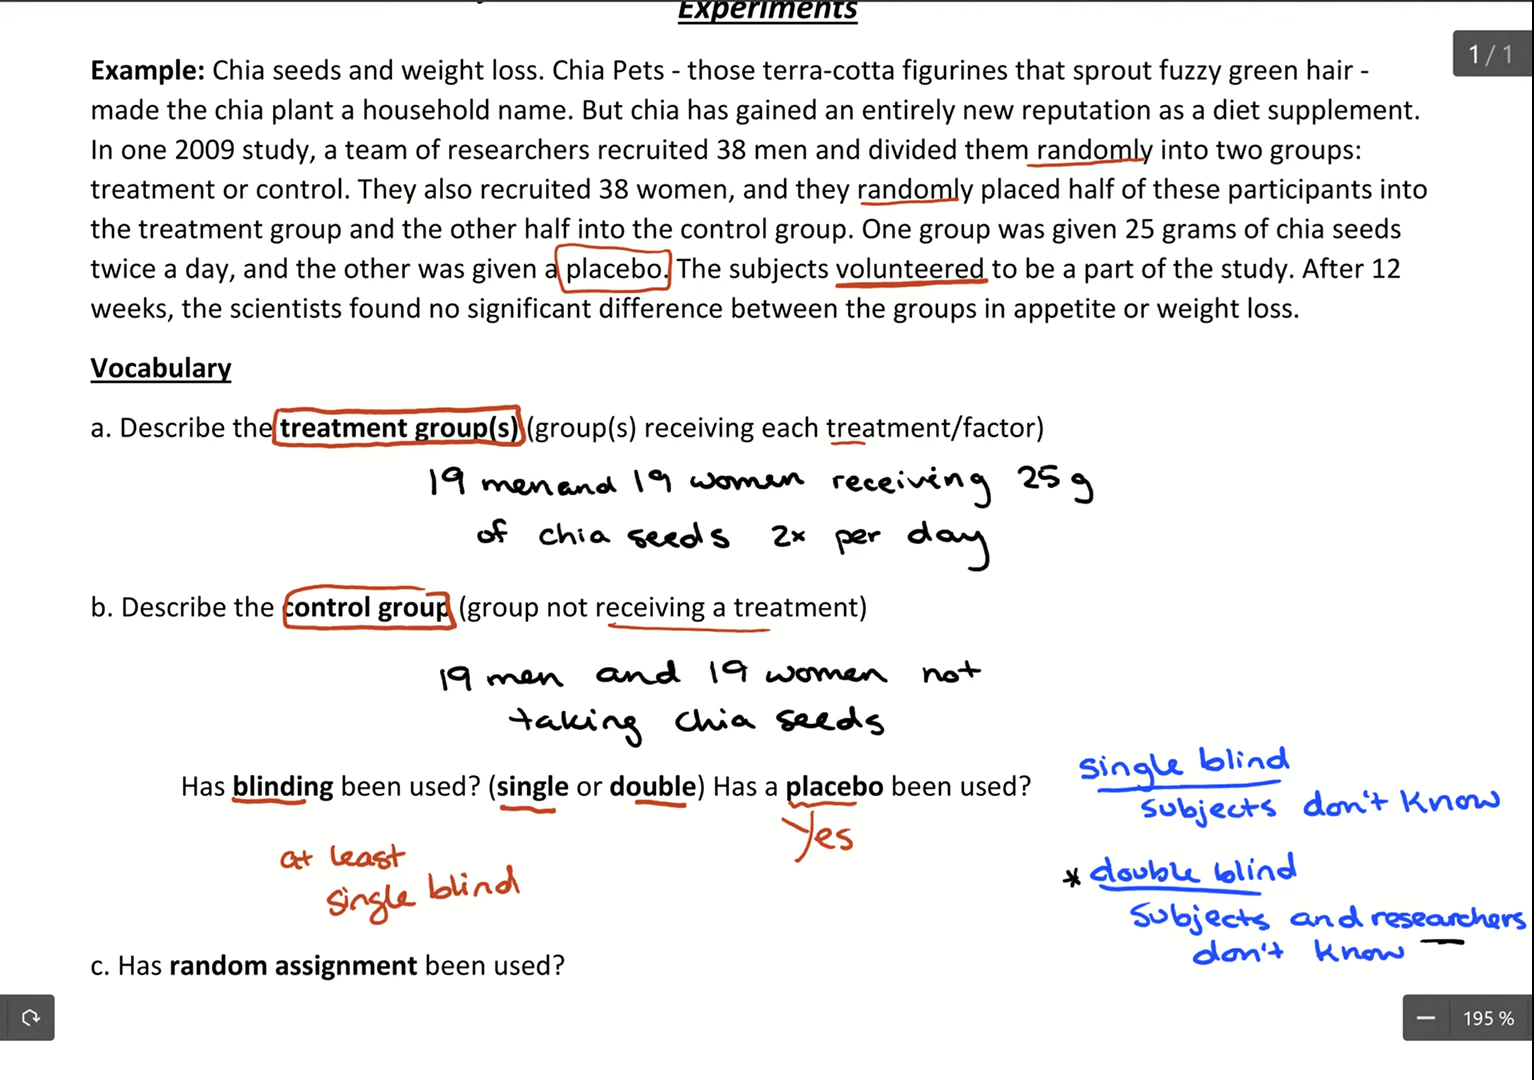 Experiments
1 / 1
Example: Chia seeds and weight loss. Chia Pets - those terra-cotta figurines that sprout fuzzy green hair -
made the chia plant a household name. But chia has gained an entirely new reputation as a diet supplement.
In one 2009 study, a team of researchers recruited 38 men and divided them randomly into two groups:
treatment or control. They also recruited 38 women, and they randomly placed half of these participants into
the treatment group and the other half into the control group. One group was given 25 grams of chia seeds
twice a day, and the other was given a placebo. The subjects volunteered to be a part of the study. After 12
weeks, the scientists found no significant difference between the groups in appetite or weight loss.
Vocabulary
a. Describe the treatment group(s) (group(s) receiving each treatment/factor)
19 men and 19 women receiving 25 g
of chia seeds 2x per day
b. Describe the control group (group not receiving a treatment)
19 men and 19 women not
taking chia seeds
Has blinding been used? (single or double) Has a placebo been used?
Yes
at least
single blind
single blind
subjects don't know
* double blind
subjects and researchers
don't know
c. Has random assignment been used?
195 %